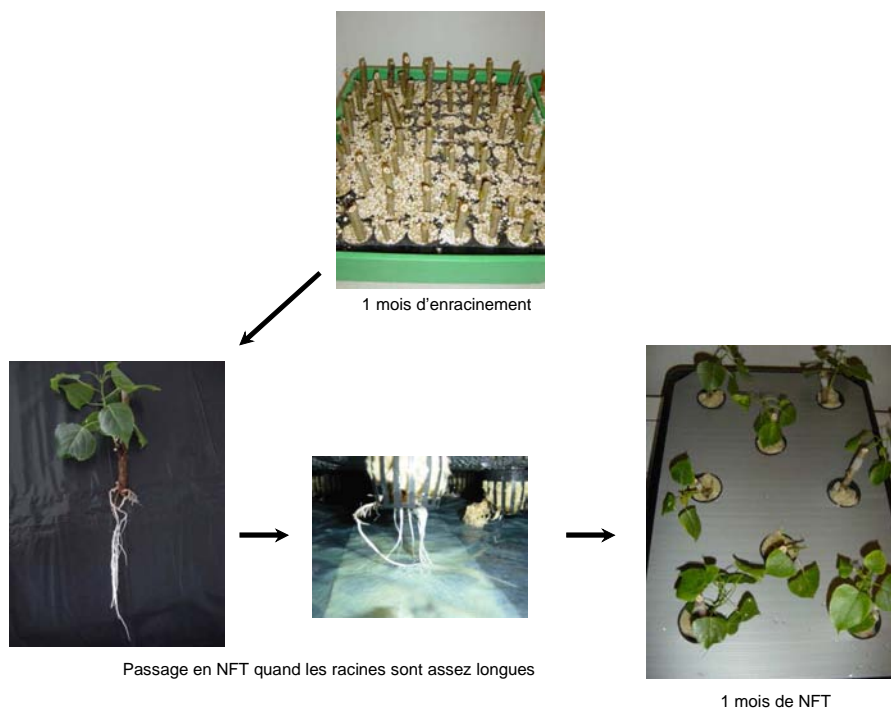 1 mois d'enracinement
Passage en NFT quand les racines sont assez longues
1 mois de NFT